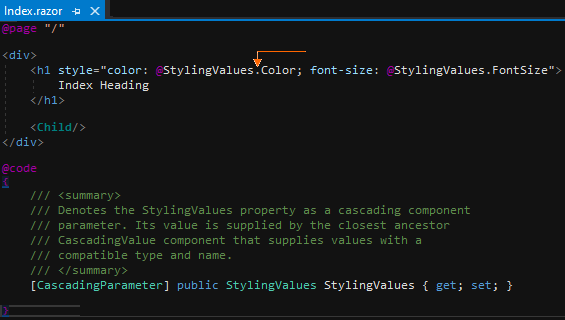 Index.razor
@page "/"
<div>
<h1 style="color: @StylingValues.Color; font-size: @StylingValues.FontSize">
Index Heading
</h1>
<Child/>
</div>
@code
{
/// <summary>
/// Denotes the StylingValues property as a cascading component
/// parameter. Its value is supplied by the closest ancestor
/// CascadingValue component that supplies values with a
/// compatible type and name.
/// </summary>
[CascadingParameter] public StylingValues StylingValues { get; set; }
}